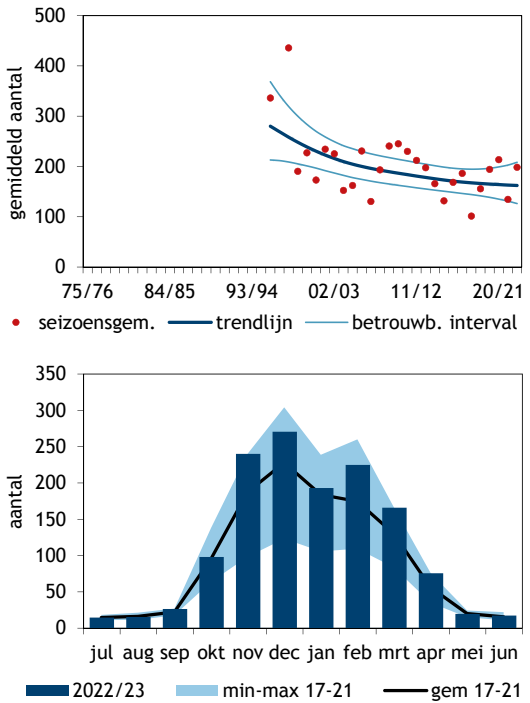 500
400
300
200
100
0
gemiddeld aantal
75/76 84/85 93/94 02/03 11/12 20/21
seizoensgem. trendlijn betrouwb. interval
350
300
250
200
150
100
50
0
aantal
jul aug sep okt nov dec jan feb mrt apr mei jun
2022/23 min-max 17-21 gem 17-21